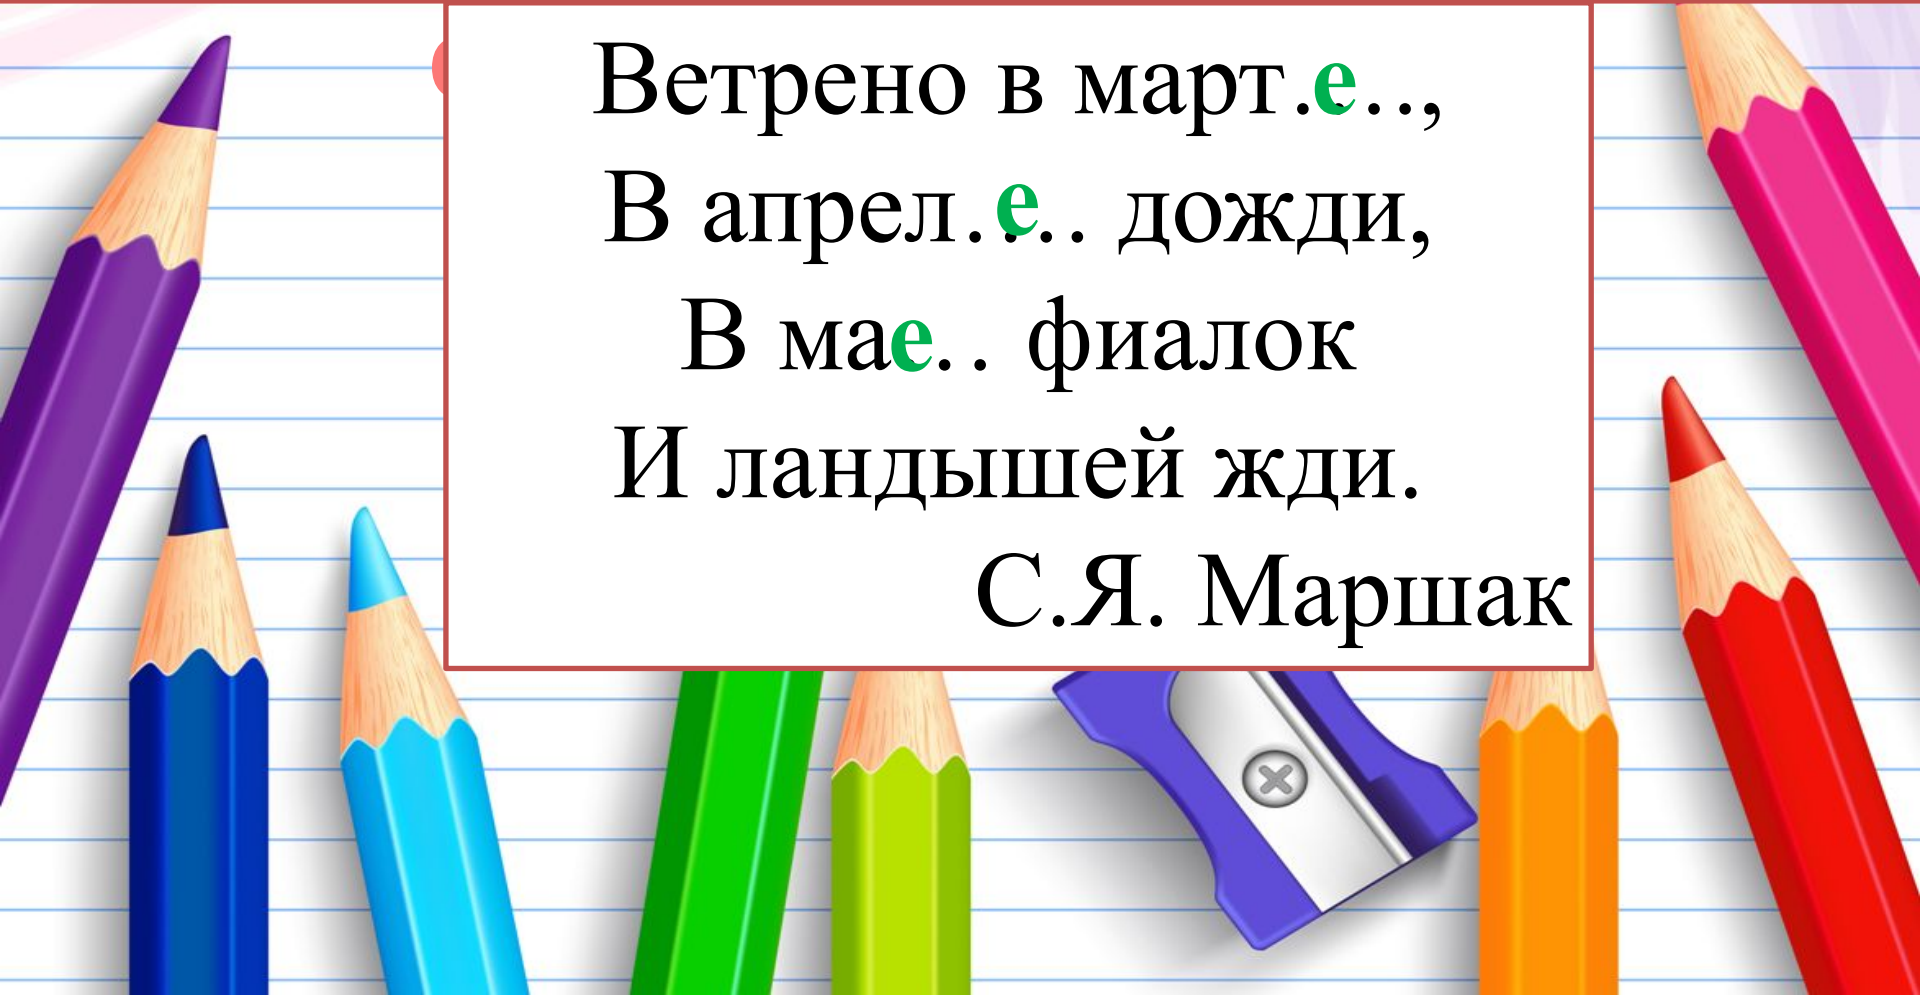 Ветрено в март.е...,
В апрел.е.. дожди,
В мае.. фиалок
И ландышей жди.
С.Я. Маршак